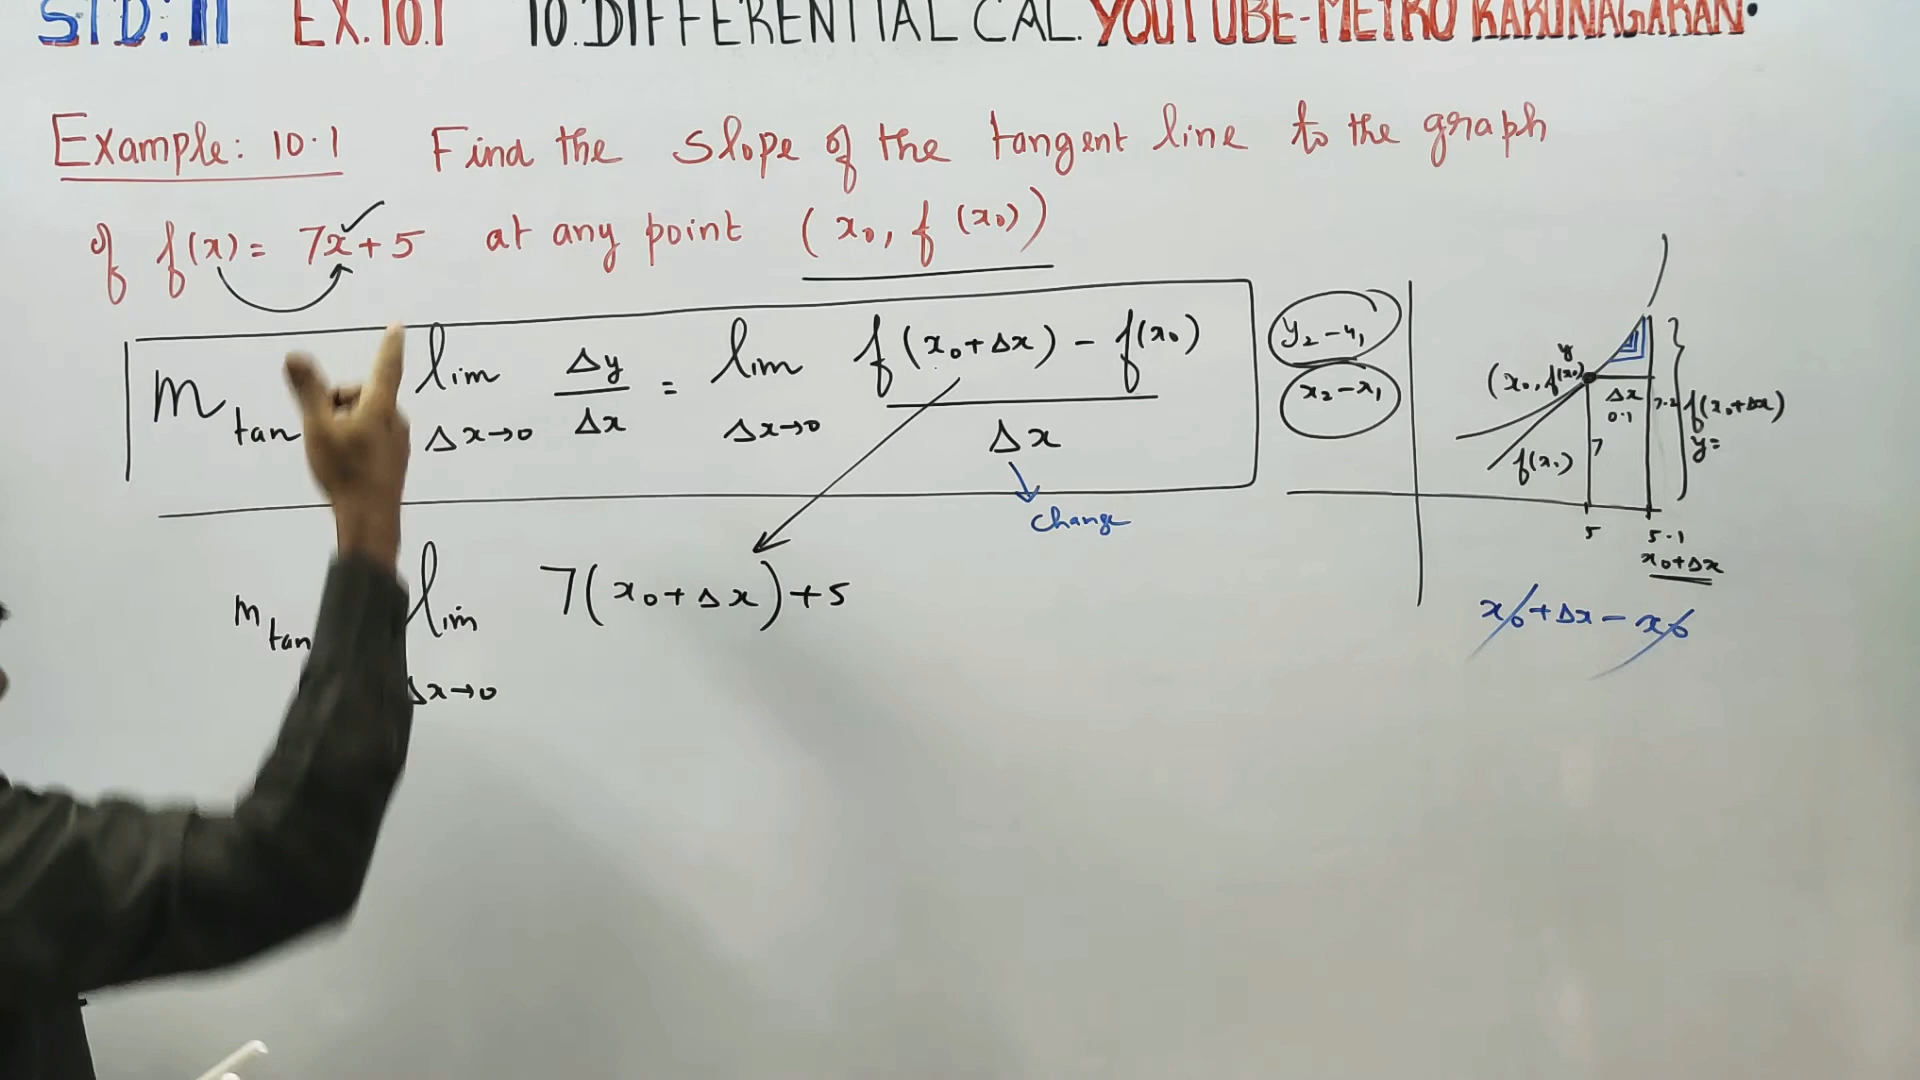 STD: 11 EX.10.1 10.DIFFERENTIAL CAL. YOUTUBE-METRO KARUNAGARAN.
Example: 10.1 Find the slope of the tangent line to the graph
of f(x) = 7x+5 at any point (x₀, f(x₀))
m tan lim Δx→0 Δy/Δx = lim Δx→0 f(x₀+Δx) - f(x₀) / Δx
change
y₂-y₁
x₂-x₁
m tan lim Δx→0 7(x₀+Δx)+5
y
(x₀, f(x₀)
Δx
0.1
f(x₀+Δx)
y=
f(x₀)
7
5
5.1
x₀+Δx
x₀+Δx-x₀